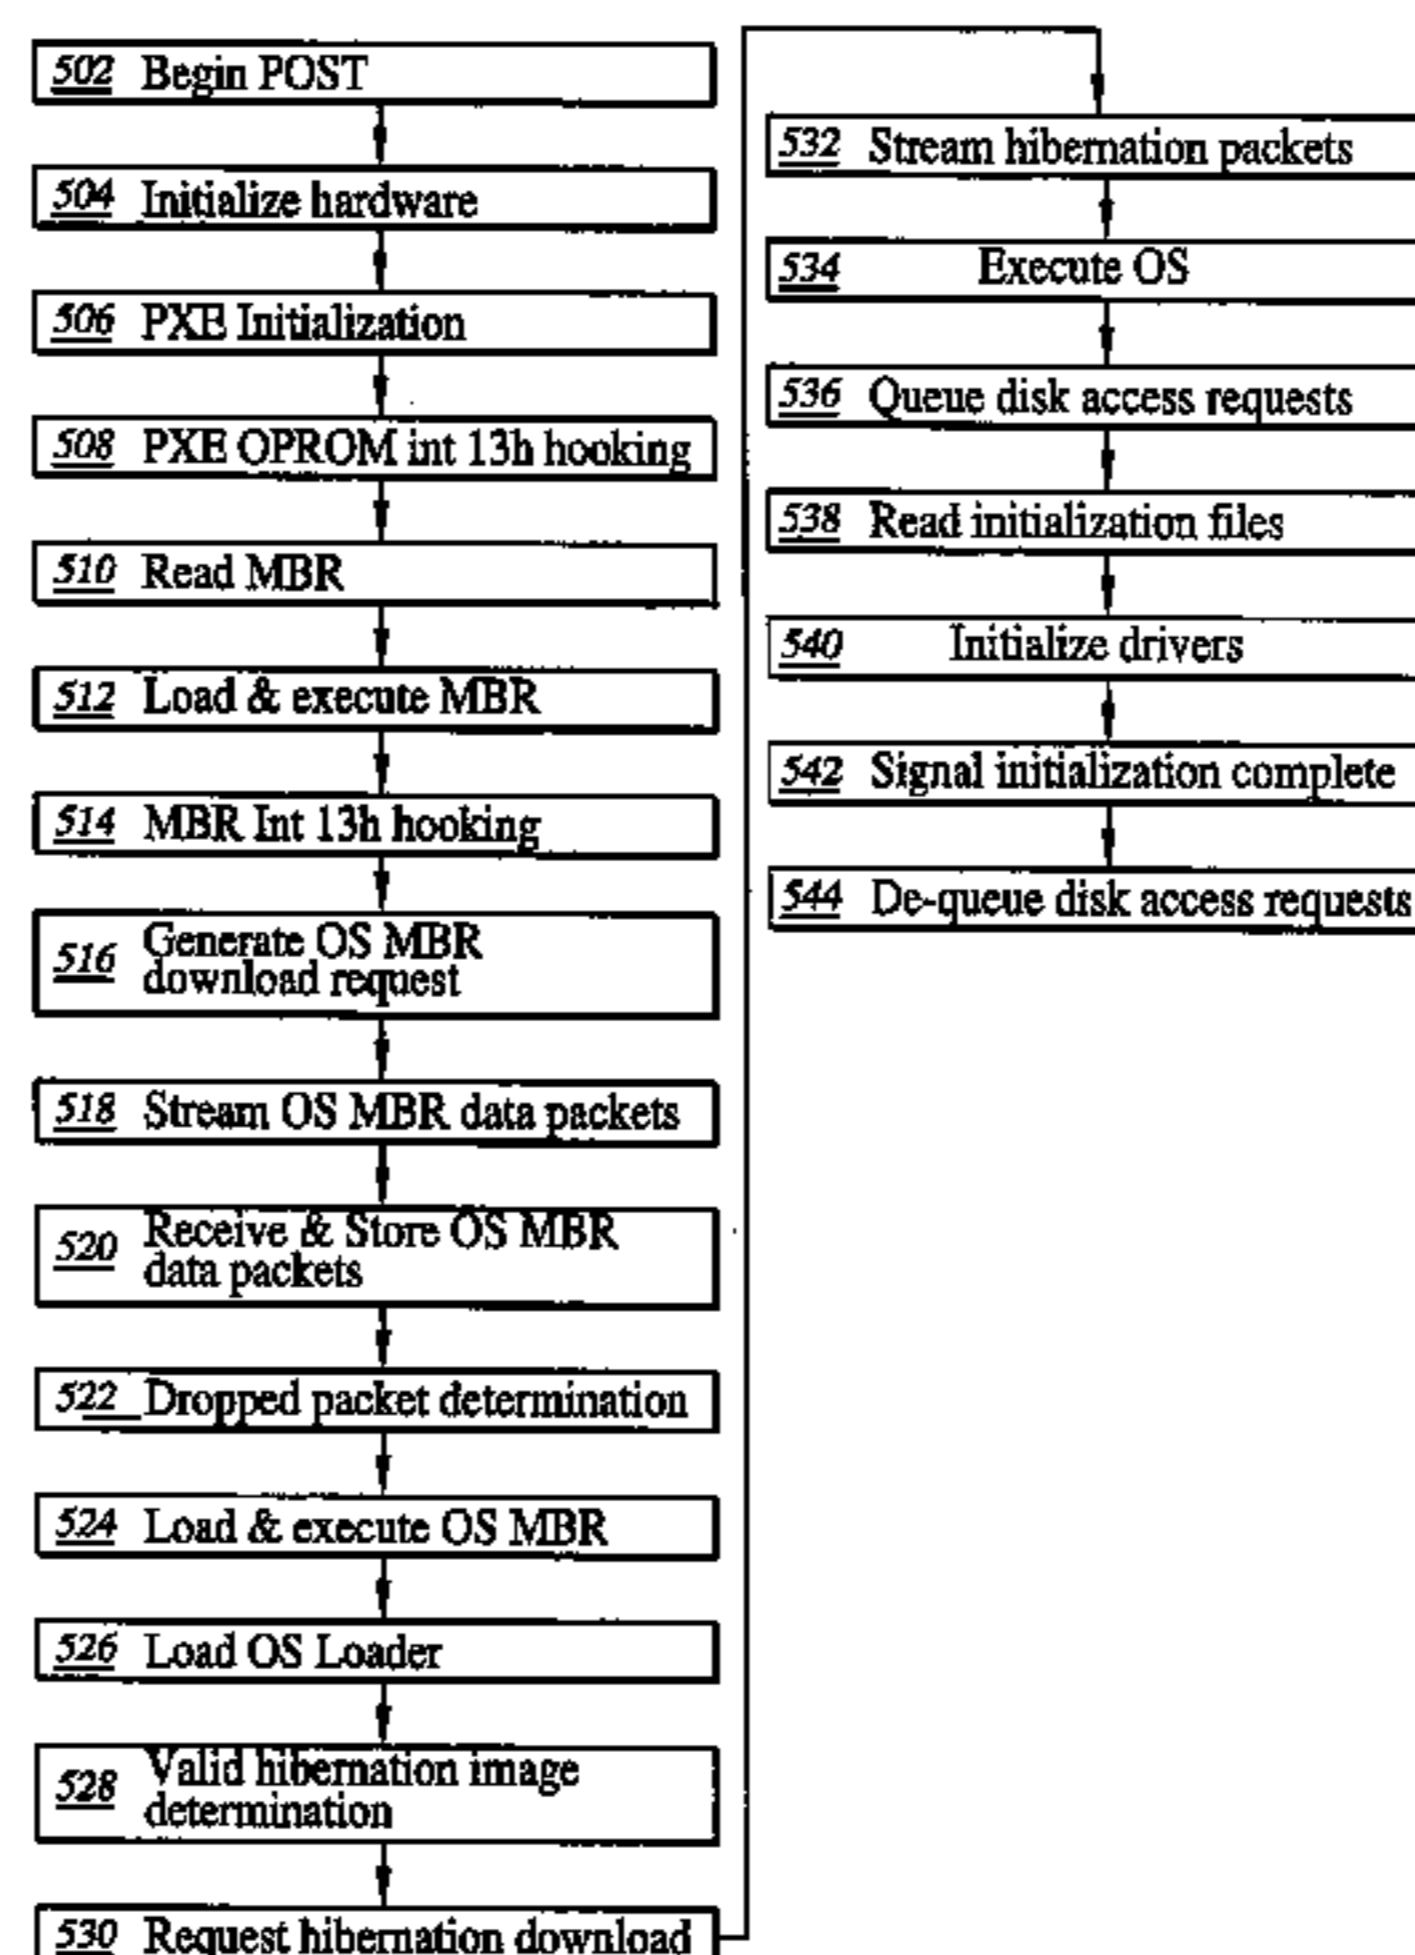 502 Begin POST
504 Initialize hardware
506 PXE Initialization
508 PXE OPROM int 13h hooking
510 Read MBR
512 Load & execute MBR
514 MBR Int 13h hooking
516 Generate OS MBR
download request
518 Stream OS MBR data packets
520 Receive & Store OS MBR
data packets
522 Dropped packet determination
524 Load & execute OS MBR
526 Load OS Loader
528 Valid hibernation image
determination
530 Request hibernation download
532 Stream hibernation packets
534 Execute OS
536 Queue disk access requests
538 Read initialization files
540 Initialize drivers
542 Signal initialization complete
544 De-queue disk access requests